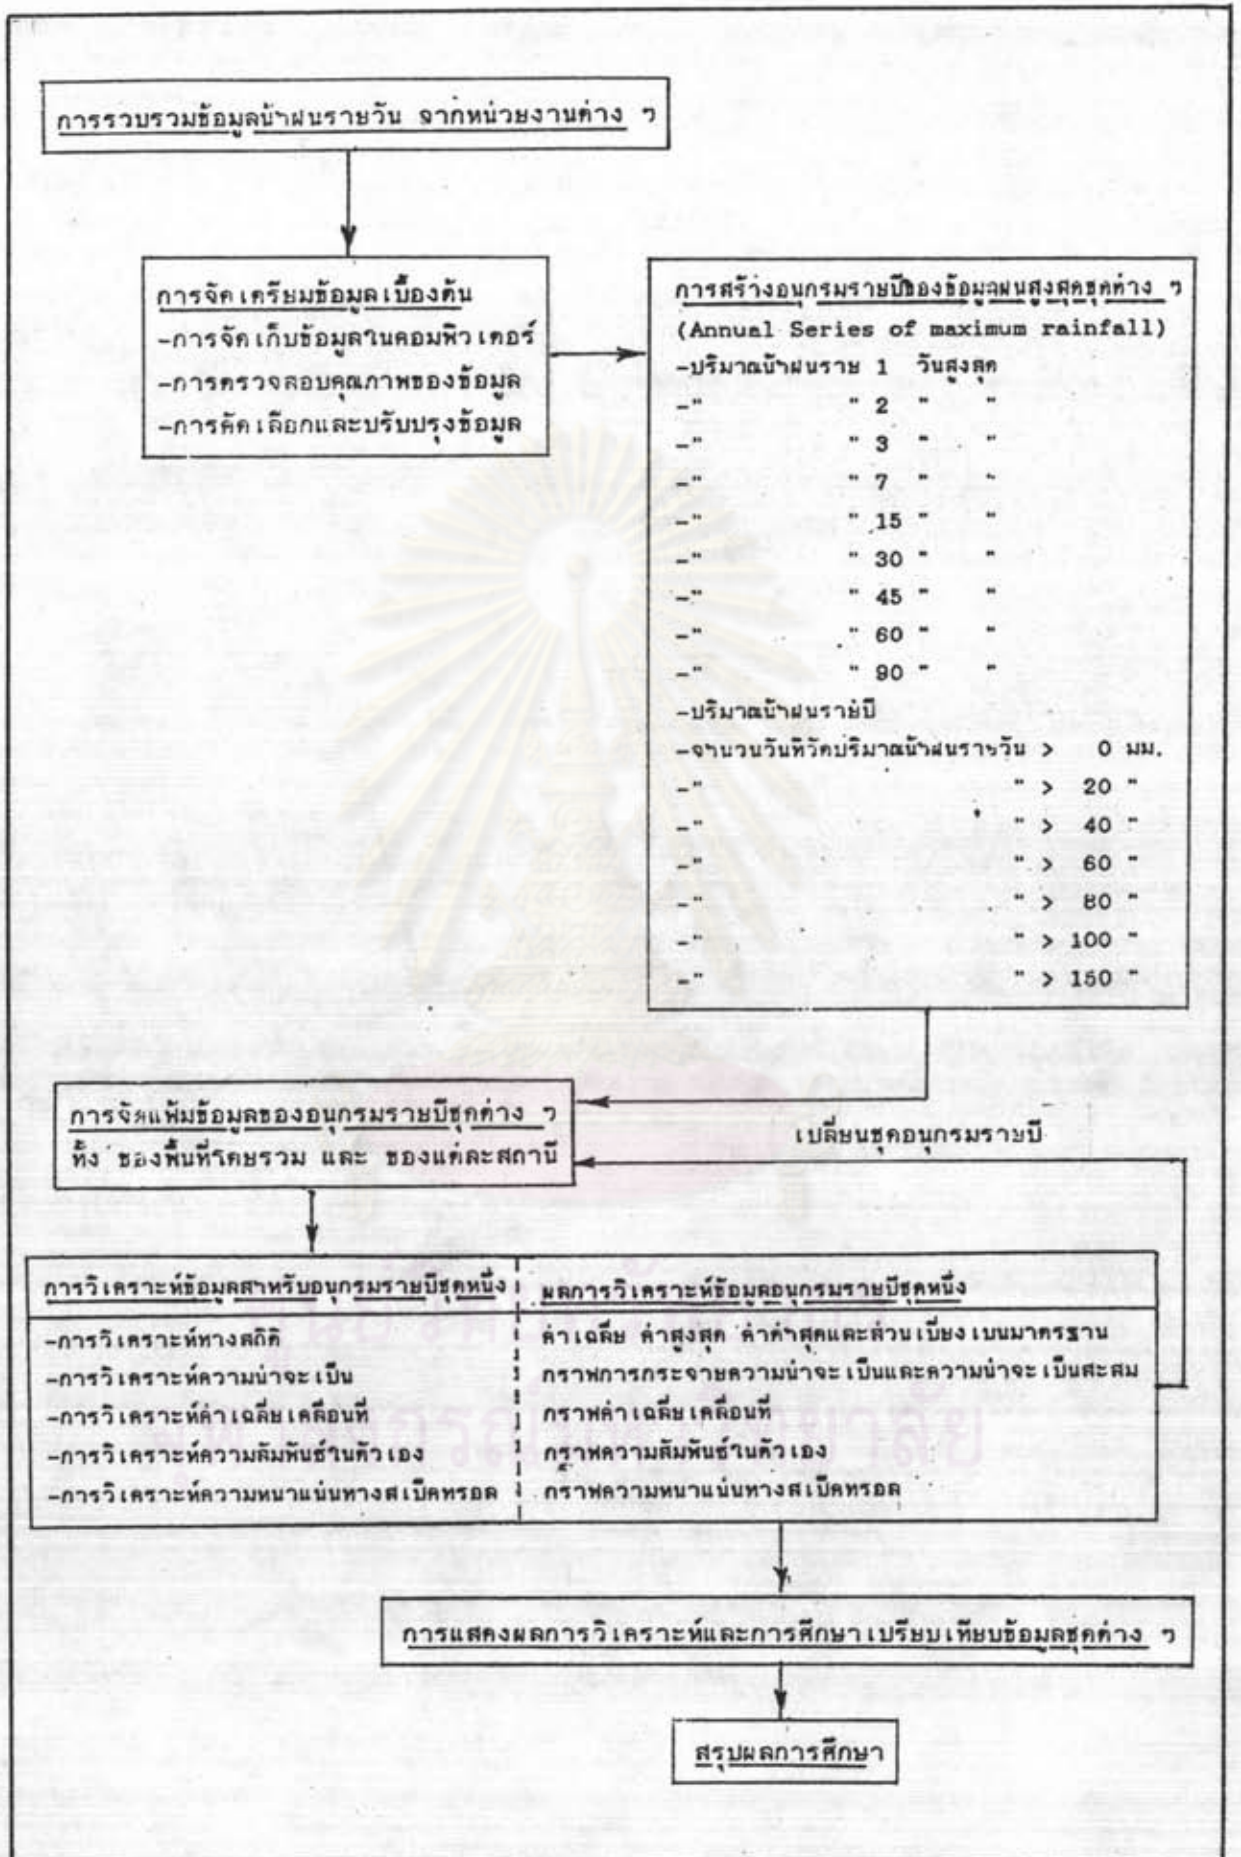 การรวบรวมข้อมูลน้ำฝนรายวัน จากหน่วยงานต่าง ๆ
การจัดเตรียมข้อมูลเบื้องต้น
-การจัดเก็บข้อมูลในคอมพิวเตอร์
-การตรวจสอบคุณภาพของข้อมูล
-การคัดเลือกและปรับปรุงข้อมูล
การสร้างอนุกรมรายปีของข้อมูลฝนสูงสุดชุดต่าง ๆ
(Annual Series of maximum rainfall)
-ปริมาณน้ำฝนราย 1 วันสูงสุด
-" " 2 " "
-" " 3 " "
-" " 7 " "
-" " 15 " "
-" " 30 " "
-" " 45 " "
-" " 60 " "
-" " 90 " "
-ปริมาณน้ำฝนรายปี
-จำนวนวันที่วัดปริมาณน้ำฝนรายวัน > 0 มม.
-" " > 20 "
-" " > 40 "
-" " > 60 "
-" " > 80 "
-" " > 100 "
-" " > 150 "
การจัดแฟ้มข้อมูลของอนุกรมรายปีชุดต่าง ๆ
ทั้ง ของพื้นที่โดยรวม และ ของแต่ละสถานี
เปลี่ยนชุดอนุกรมรายปี
การวิเคราะห์ข้อมูลสำหรับอนุกรมรายปีชุดหนึ่ง
-การวิเคราะห์ทางสถิติ
-การวิเคราะห์ความน่าจะเป็น
-การวิเคราะห์ค่าเฉลี่ยเคลื่อนที่
-การวิเคราะห์ความสัมพันธ์ในตัวเอง
-การวิเคราะห์ความหนาแน่นทางสเปคทรอล
ผลการวิเคราะห์ข้อมูลอนุกรมรายปีชุดหนึ่ง
ค่าเฉลี่ย ค่าสูงสุด ค่าต่ำสุดและส่วนเบี่ยงเบนมาตรฐาน
กราฟการกระจายความน่าจะเป็นและความน่าจะเป็นสะสม
กราฟค่าเฉลี่ยเคลื่อนที่
กราฟความสัมพันธ์ในตัวเอง
กราฟความหนาแน่นทางสเปคทรอล
การแสดงผลการวิเคราะห์และการศึกษาเปรียบเทียบข้อมูลชุดต่าง ๆ
สรุปผลการศึกษา